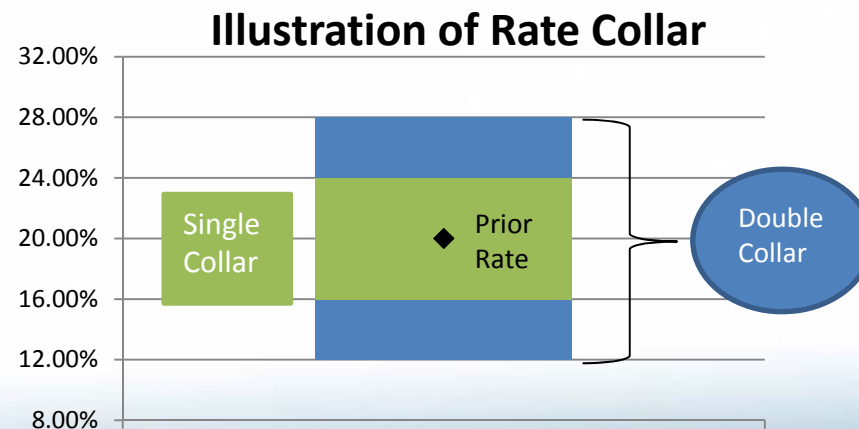 Illustration of Rate Collar
32.00%
28.00%
24.00%
20.00%
16.00%
12.00%
8.00%
Single
Collar
Prior
Rate
Double
Collar